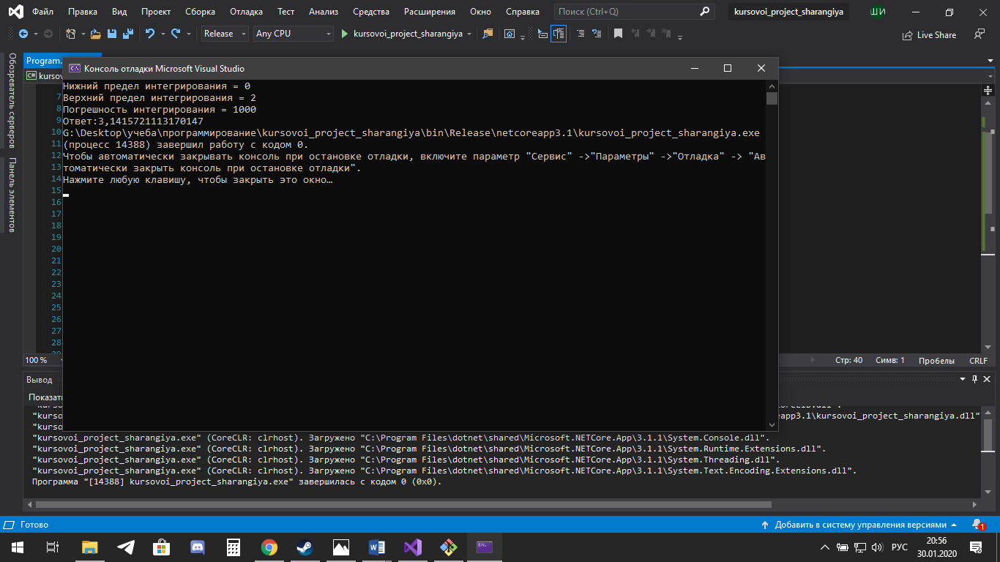 Файл Правка Вид Проект Сборка Отладка Тест Анализ Средства Расширения Окно Справка Поиск (Ctrl+Q) kursovoi_project_sharangiya ШИ
Release Any CPU kursovoi_project_sharangiya Live Share
Обозреватель серверов
Панель элементов
Program.
C# kursov
Консоль отладки Microsoft Visual Studio
Нижний предел интегрирования = 0
Верхний предел интегрирования = 2
Погрешность интегрирования = 1000
Ответ:3,1415721113170147
G:\Desktop\учеба\программирование\kursovoi_project_sharangiya\bin\Release\netcoreapp3.1\kursovoi_project_sharangiya.exe
(процесс 14388) завершил работу с кодом 0.
Чтобы автоматически закрывать консоль при остановке отладки, включите параметр "Сервис" ->"Параметры" ->"Отладка" -> "Ав
томатически закрыть консоль при остановке отладки".
Нажмите любую клавишу, чтобы закрыть это окно…
7
8
9
10
11
12
13
14
15
16
17
18
19
20
21
22
23
24
25
26
27
28
100 % Стр: 40 Симв: 1 Пробелы CRLF
Вывод
Показать
"kurso eapp3.1\kursovoi_project_sharangiya.dll"
"kurso
"kursovoi_project_sharangiya.exe" (CoreCLR: clrhost). Загружено "C:\Program Files\dotnet\shared\Microsoft.NETCore.App\3.1.1\System.Console.dll".
"kursovoi_project_sharangiya.exe" (CoreCLR: clrhost). Загружено "C:\Program Files\dotnet\shared\Microsoft.NETCore.App\3.1.1\System.Runtime.Extensions.dll".
"kursovoi_project_sharangiya.exe" (CoreCLR: clrhost). Загружено "C:\Program Files\dotnet\shared\Microsoft.NETCore.App\3.1.1\System.Threading.dll".
"kursovoi_project_sharangiya.exe" (CoreCLR: clrhost). Загружено "C:\Program Files\dotnet\shared\Microsoft.NETCore.App\3.1.1\System.Text.Encoding.Extensions.dll".
Программа "[14388] kursovoi_project_sharangiya.exe" завершилась с кодом 0 (0x0).
Готово Добавить в систему управления версиями 1
РУС 20:56
30.01.2020